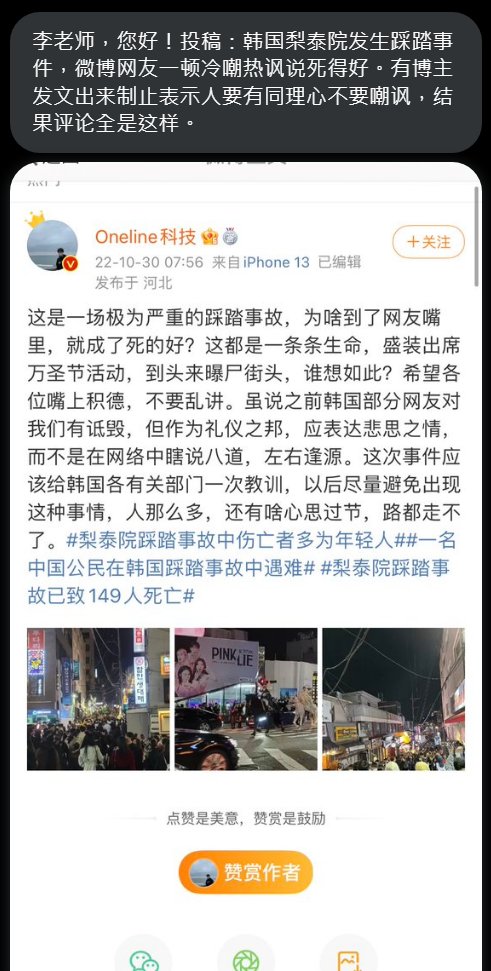 李老师，您好！投稿：韩国梨泰院发生踩踏事
件，微博网友一顿冷嘲热讽说死得好。有博主
发文出来制止表示人要有同理心不要嘲讽，结
果评论全是这样。
Oneline科技
＋关注
22-10-30 07:56 来自 iPhone 13 已编辑
发布于 河北
这是一场极为严重的踩踏事故，为啥到了网友嘴
里，就成了死的好？这都是一条条生命，盛装出席
万圣节活动，到头来曝尸街头，谁想如此？希望各
位嘴上积德，不要乱讲。虽说之前韩国部分网友对
我们有诋毁，但作为礼仪之邦，应表达悲思之情，
而不是在网络中瞎说八道，左右逢源。这次事件应
该给韩国各有关部门一次教训，以后尽量避免出现
这种事情，人那么多，还有啥心思过节，路都走不
了。#梨泰院踩踏事故中伤亡者多为年轻人##一名
中国公民在韩国踩踏事故中遇难# #梨泰院踩踏事
故已致149人死亡#
PINK
LIE
点赞是美意，赞赏是鼓励
赞赏作者